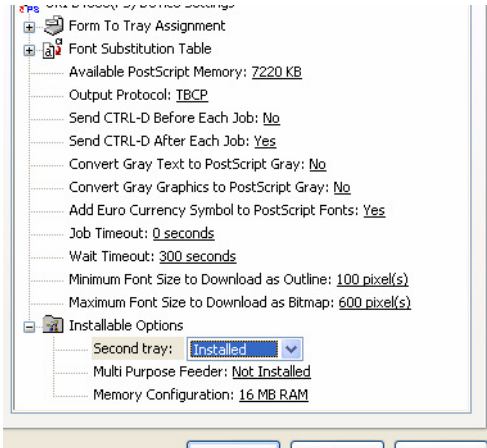 Device Settings
Form To Tray Assignment
Font Substitution Table
Available PostScript Memory: 7220 KB
Output Protocol: TBCP
Send CTRL-D Before Each Job: No
Send CTRL-D After Each Job: Yes
Convert Gray Text to PostScript Gray: No
Convert Gray Graphics to PostScript Gray: No
Add Euro Currency Symbol to PostScript Fonts: Yes
Job Timeout: 0 seconds
Wait Timeout: 300 seconds
Minimum Font Size to Download as Outline: 100 pixel(s)
Maximum Font Size to Download as Bitmap: 600 pixel(s)
Installable Options
Second tray: Installed
Multi Purpose Feeder: Not Installed
Memory Configuration: 16 MB RAM